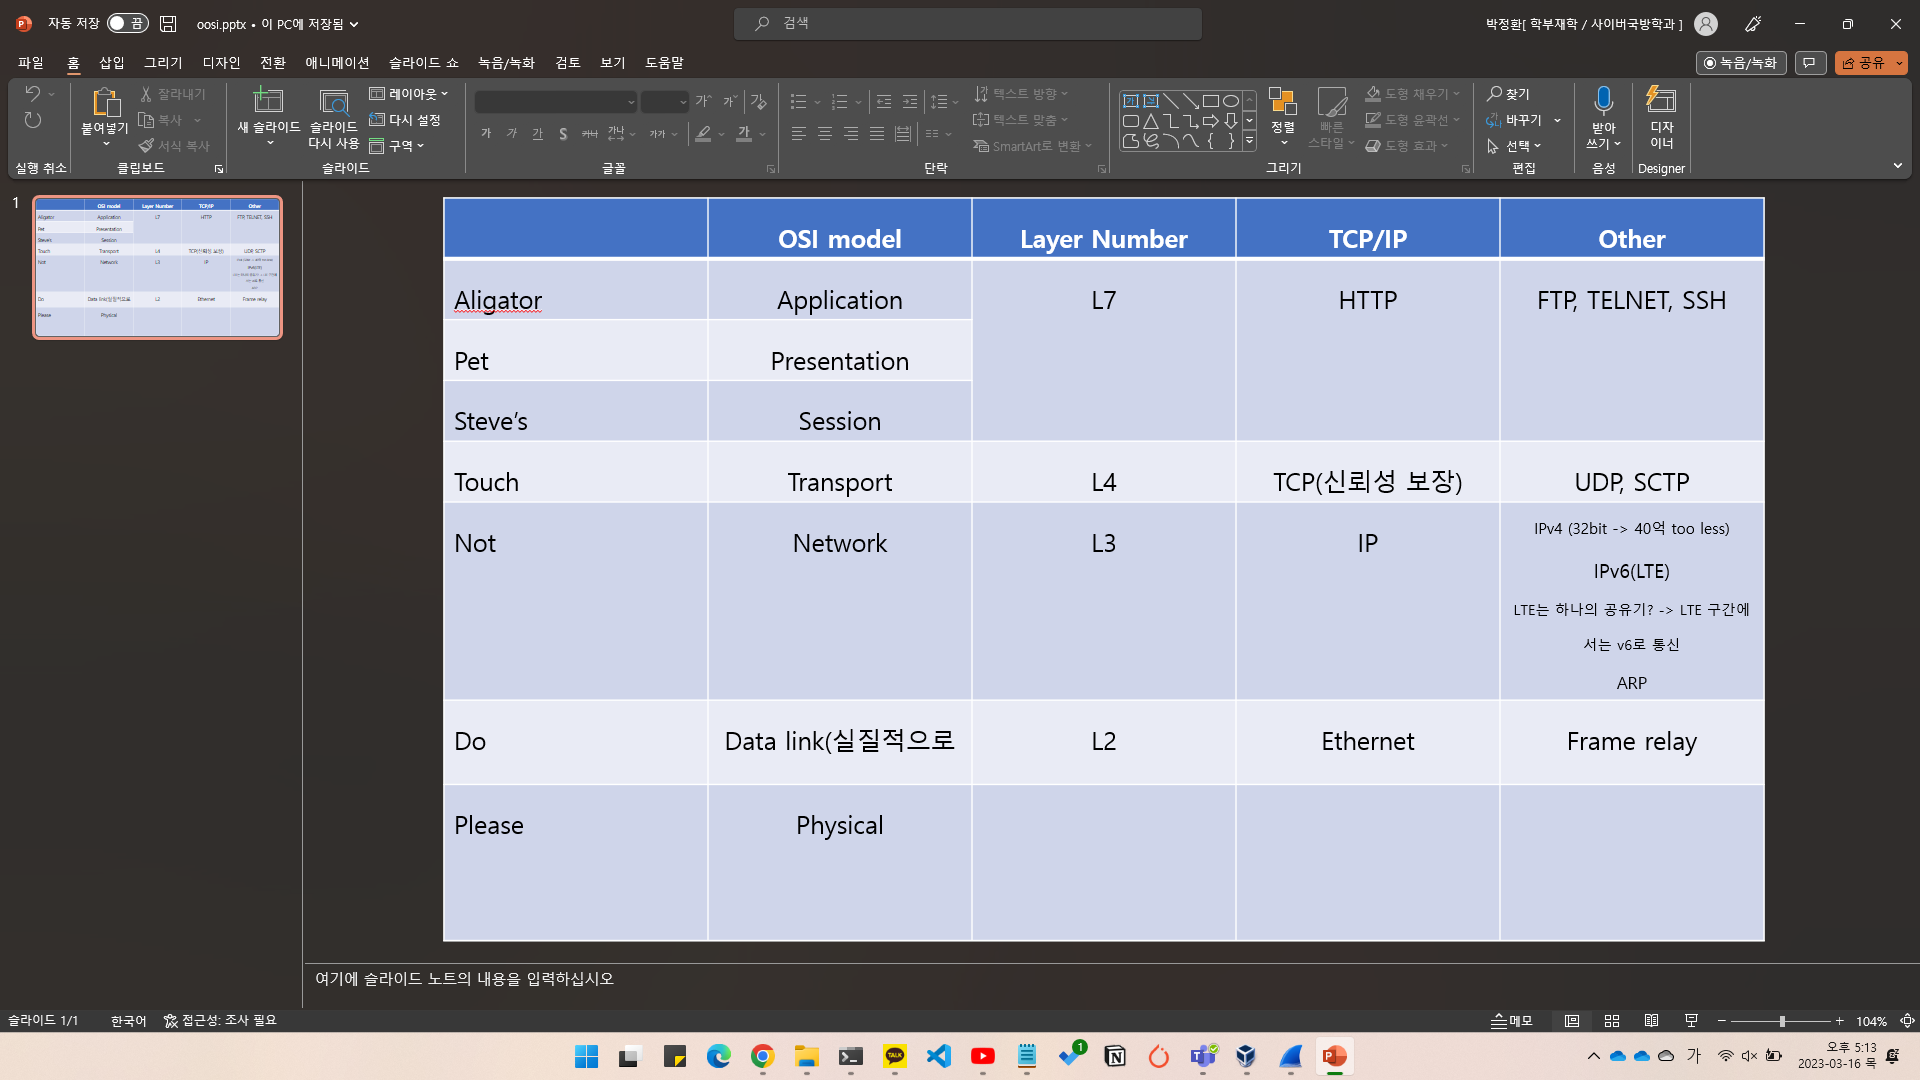 자동 저장 끔 oosi.pptx • 이 PC에 저장됨
검색
박정환[ 학부재학 / 사이버국방학과 ]
파일 홈 삽입 그리기 디자인 전환 애니메이션 슬라이드 쇼 녹음/녹화 검토 보기 도움말
녹음/녹화 공유
실행 취소
붙여넣기 잘라내기
복사
서식 복사
클립보드
새 슬라이드 슬라이드 다시 사용
레이아웃
다시 설정
구역
슬라이드
가 가 가 S 가나 가나 가가 가
글꼴
텍스트 방향
텍스트 맞춤
SmartArt로 변환
단락
정렬 빠른 스타일
도형 채우기
도형 윤곽선
도형 효과
그리기
찾기
바꾸기
선택
편집
받아쓰기
음성
디자이너
Designer
1
OSI model Layer Number TCP/IP Other
Aligator Application L7 HTTP FTP, TELNET, SSH
Pet Presentation
Steve’s Session
Touch Transport L4 TCP(신뢰성 보장) UDP, SCTP
Not Network L3 IP IPv4 (32bit -> 40억 too less)
IPv6(LTE)
LTE는 하나의 공유기? -> LTE 구간에
서는 v6로 통신
ARP
Do Data link(실질적으로 L2 Ethernet Frame relay
Please Physical
여기에 슬라이드 노트의 내용을 입력하십시오
슬라이드 1/1 한국어 접근성: 조사 필요
메모 104%
TALK
1
가
오후 5:13
2023-03-16 목